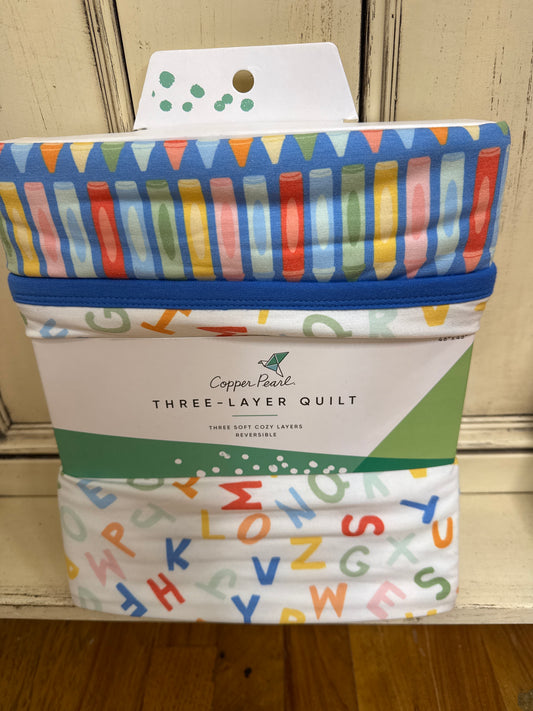 Copper Pearl.
THREE-LAYER QUILT
THREE SOFT COZY LAYERS
REVERSIBLE